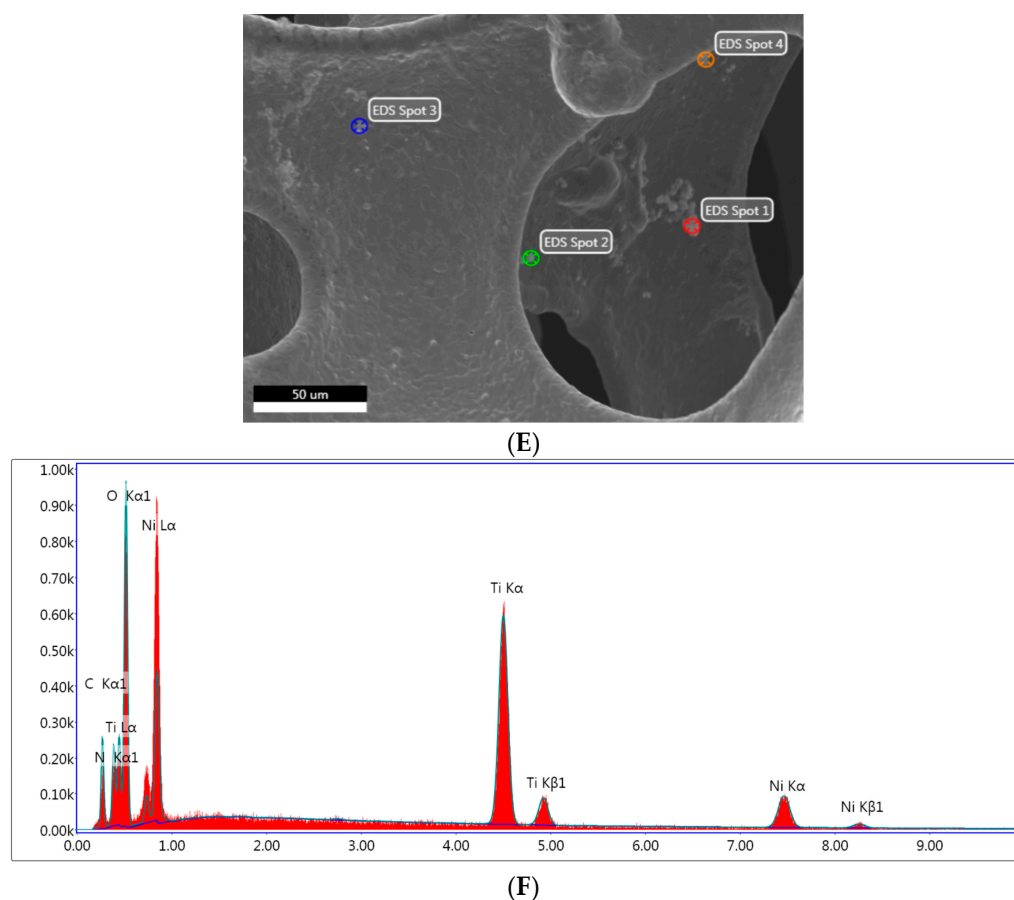 EDS Spot 4
EDS Spot 3
EDS Spot 1
EDS Spot 2
50 um
(E)
1.00k
0.90k
0.80k
0.70k
0.60k
0.50k
0.40k
0.30k
0.20k
0.10k
0.00k
O Kα1
Ni Lα
C Kα1
Ti Lα
N Kα1
Ti Kα
Ti Kβ1
Ni Kα
Ni Kβ1
0.00 1.00 2.00 3.00 4.00 5.00 6.00 7.00 8.00 9.00
(F)